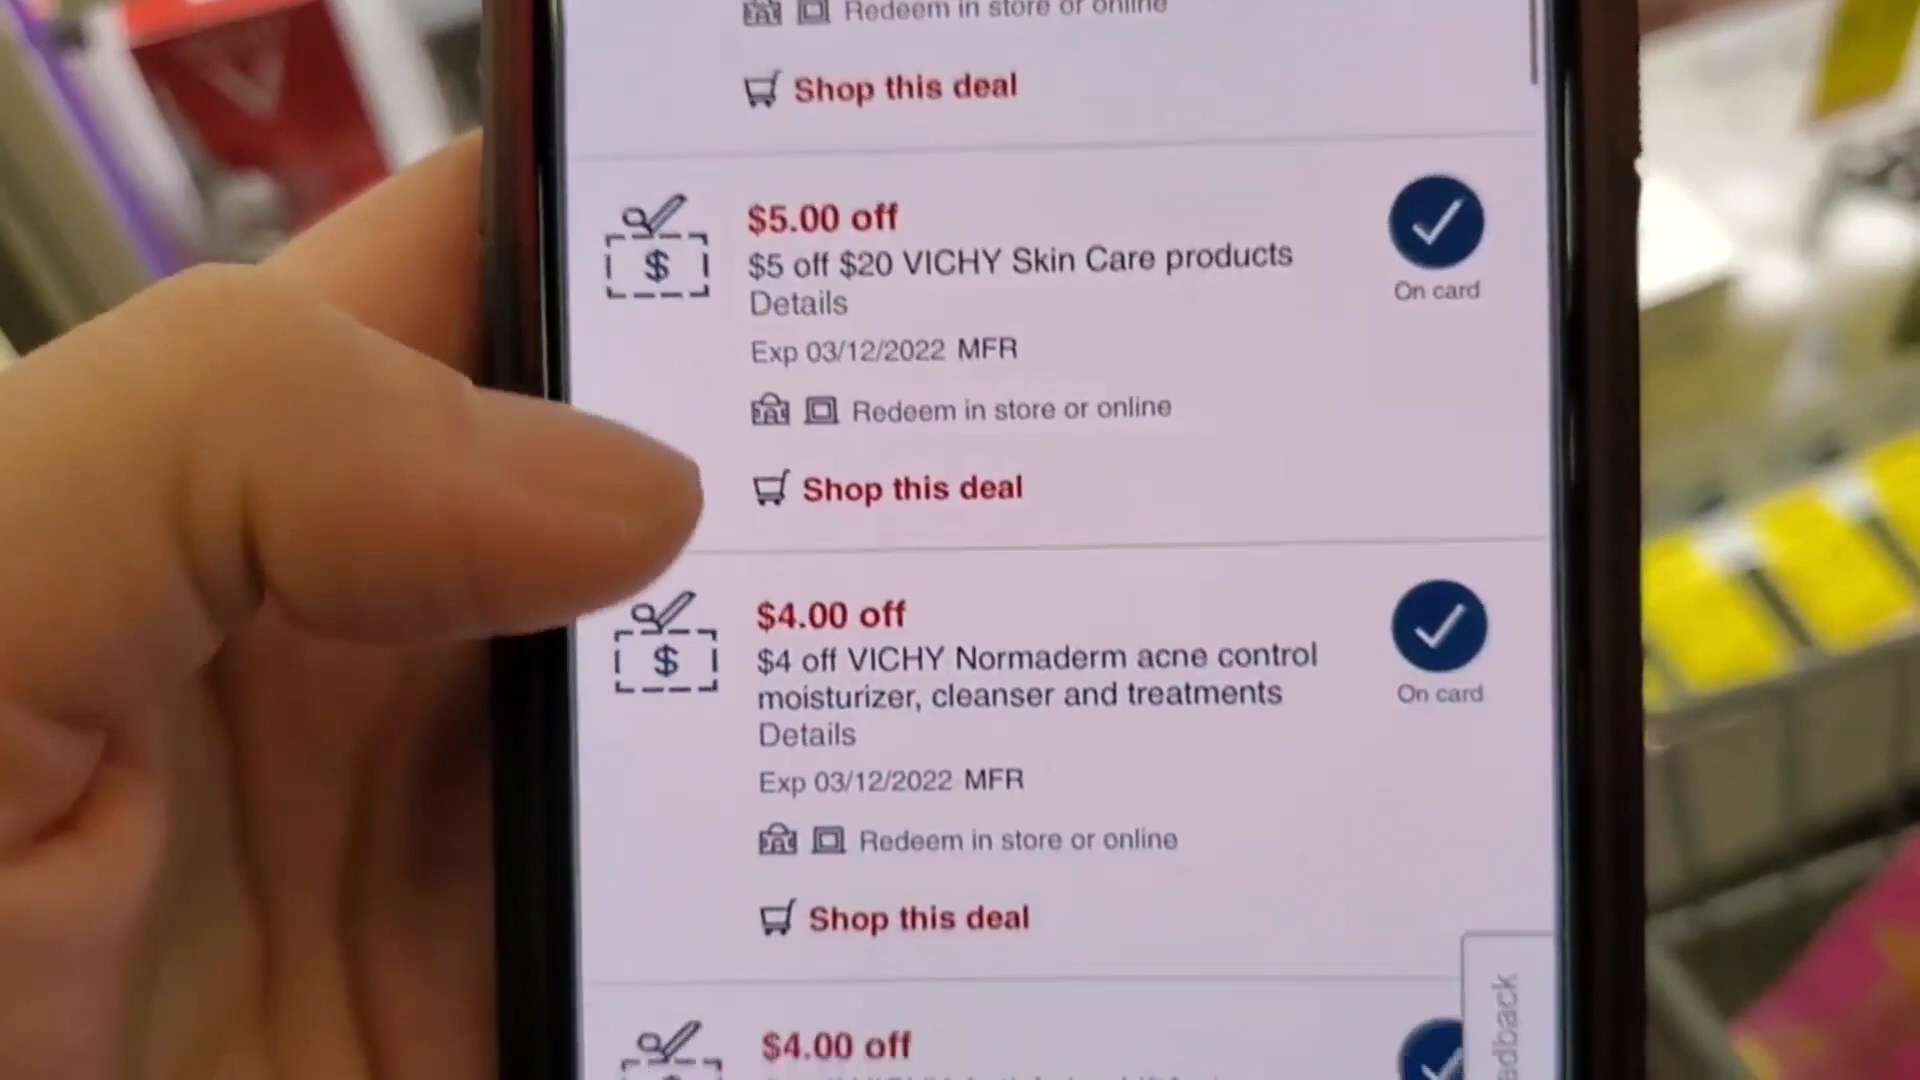 Redeem in store or online
Shop this deal
$5.00 off
$5 off $20 VICHY Skin Care products
Details
On card
Exp 03/12/2022 MFR
Redeem in store or online
Shop this deal
$4.00 off
$4 off VICHY Normaderm acne control
moisturizer, cleanser and treatments
Details
On card
Exp 03/12/2022 MFR
Redeem in store or online
Shop this deal
$4.00 off